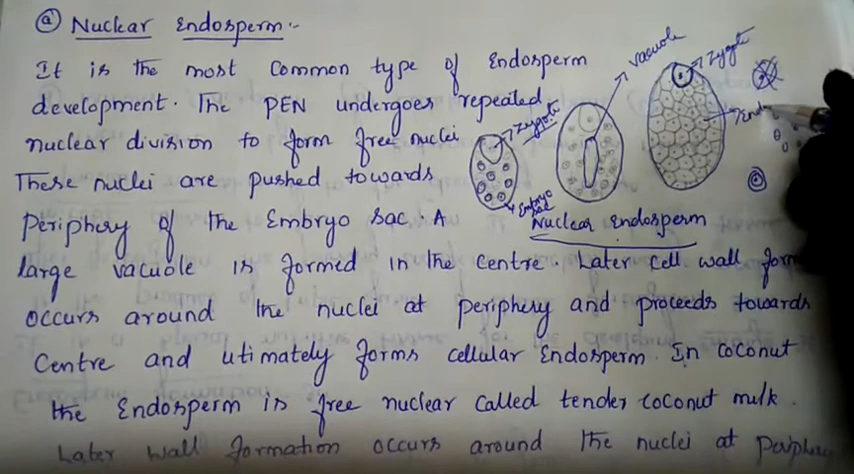 ⓐ Nuclear Endosperm:-
It is the most common type of Endosperm
development. The PEN undergoes repeated
nuclear division to form free nuclei
These nuclei are pushed towards
Periphery of the Embryo sac. A
large vacuole is formed in the centre. Later cell wall form
occurs around the nuclei at periphery and proceeds towards
Centre and utimately forms cellular Endosperm. In coconut
the Endosperm is free nuclear called tender coconut milk.
Later wall formation occurs around the nuclei at periphe
Zygote
Embryo sac
Vacuole
Zygote
Endo
Nuclear Endosperm